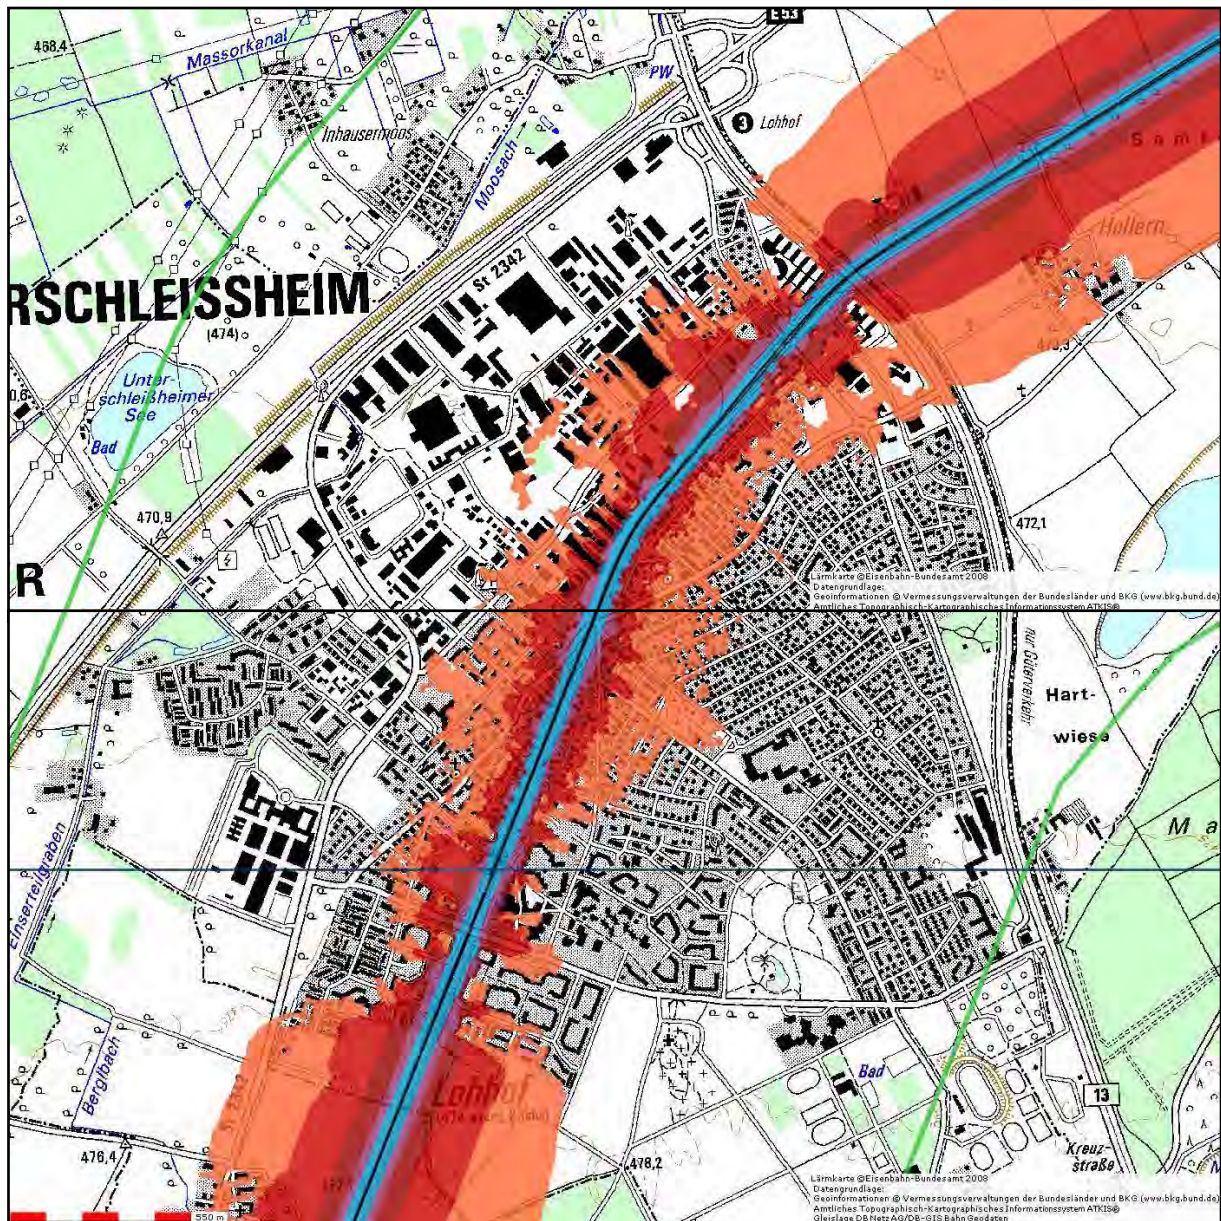 E53
468,4
Massorkanal
PW
Inhausermoos
3 Lohhof
Moosach
Hollern
St 2342
RSCHLEISSHEIM
(474)
Unter-
schleißheimer
See
Bad
470,9
472,1
R
Lärmkarte ©Eisenbahn-Bundesamt 2008
Datengrundlage:
Geoinformationen © Vermessungsverwaltungen der Bundesländer und BKG (www.bkg.bund.de)
Amtliches Topographisch-Kartographisches Informationssystem ATKIS®
nur Güterverkehr
Hart-
wiese
Ma
Lohhof
Berglbach
Bad
13
476,4
478,2
Kreuz-
straße
Lärmkarte ©Eisenbahn-Bundesamt 2008
Datengrundlage:
Geoinformationen © Vermessungsverwaltungen der Bundesländer und BKG (www.bkg.bund.de)
Amtliches Topographisch-Kartographisches Informationssystem ATKIS®
Gleislage DB Netz AG/DB-GIS Bahn Geodaten
550 m